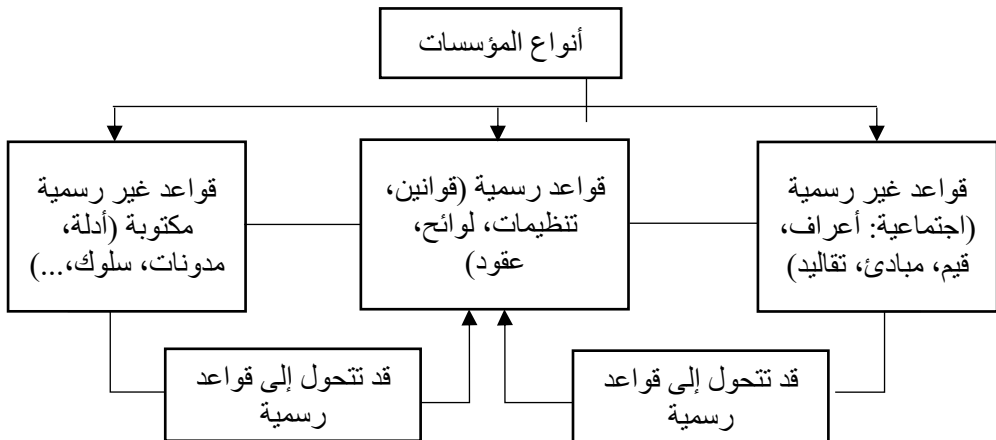 أنواع المؤسسات
قواعد غير رسمية
(اجتماعية: أعراف،
قيم، مبادئ، تقاليد)
قواعد رسمية (قوانين،
تنظيمات، لوائح،
عقود)
قواعد غير رسمية
مكتوبة (أدلة،
مدونات، سلوك،...)
قد تتحول إلى قواعد
رسمية
قد تتحول إلى قواعد
رسمية